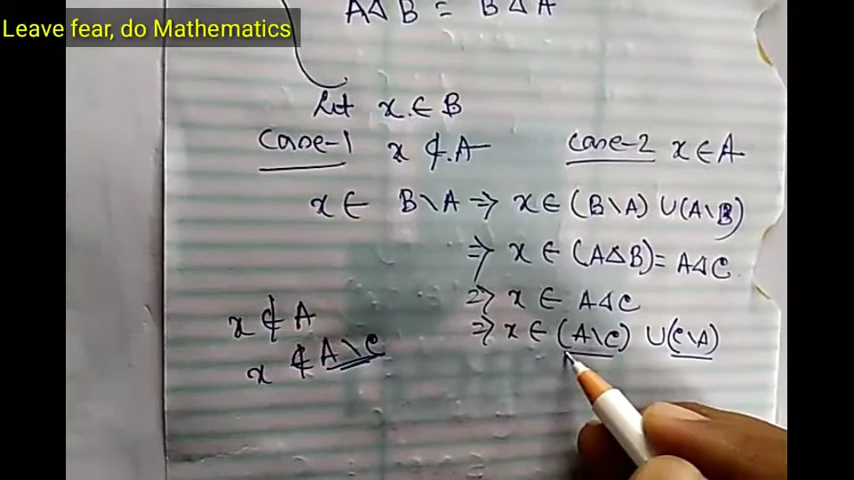 Leave fear, do Mathematics
A∆B = B∆A
Let x ∈ B
Case-1 x ∉ A Case-2 x ∈ A
x ∈ B\A ⇒ x ∈ (B\A) ∪ (A\B)
⇒ x ∈ (A∆B) = A∆C
⇒ x ∈ A∆C
x ∉ A
⇒ x ∈ (A\C) ∪ (C\A)
x ∉ A\C